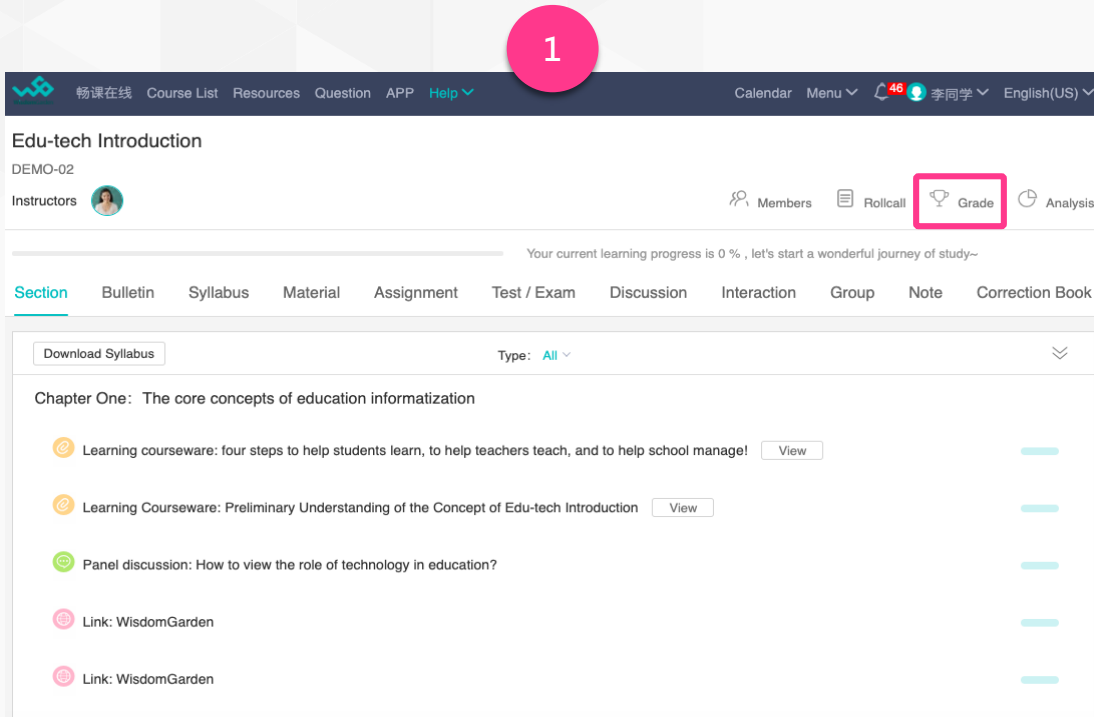 1
畅课在线 Course List Resources Question APP Help Calendar Menu 46 李同学 English(US)
Edu-tech Introduction
DEMO-02
Instructors
Members Rollcall Grade Analysis
Your current learning progress is 0 % , let's start a wonderful journey of study~
Section Bulletin Syllabus Material Assignment Test / Exam Discussion Interaction Group Note Correction Book
Download Syllabus Type: All
Chapter One: The core concepts of education informatization
Learning courseware: four steps to help students learn, to help teachers teach, and to help school manage! View
Learning Courseware: Preliminary Understanding of the Concept of Edu-tech Introduction View
Panel discussion: How to view the role of technology in education?
Link: WisdomGarden
Link: WisdomGarden